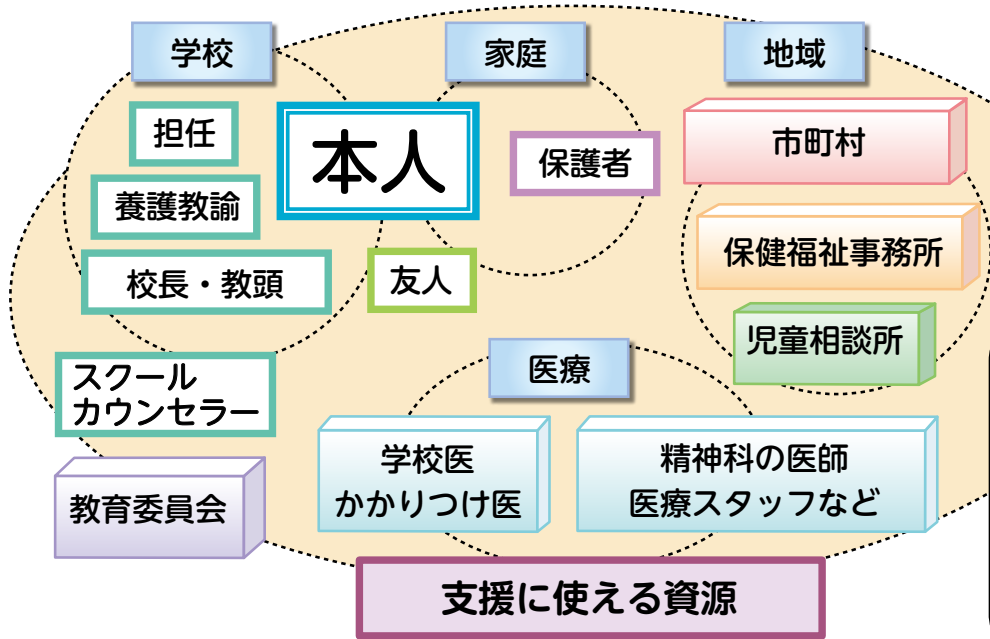 学校
家庭
地域
担任
本人
保護者
市町村
養護教諭
保健福祉事務所
校長・教頭
友人
児童相談所
医療
スクール
カウンセラー
学校医
かかりつけ医
精神科の医師
医療スタッフなど
教育委員会
支援に使える資源